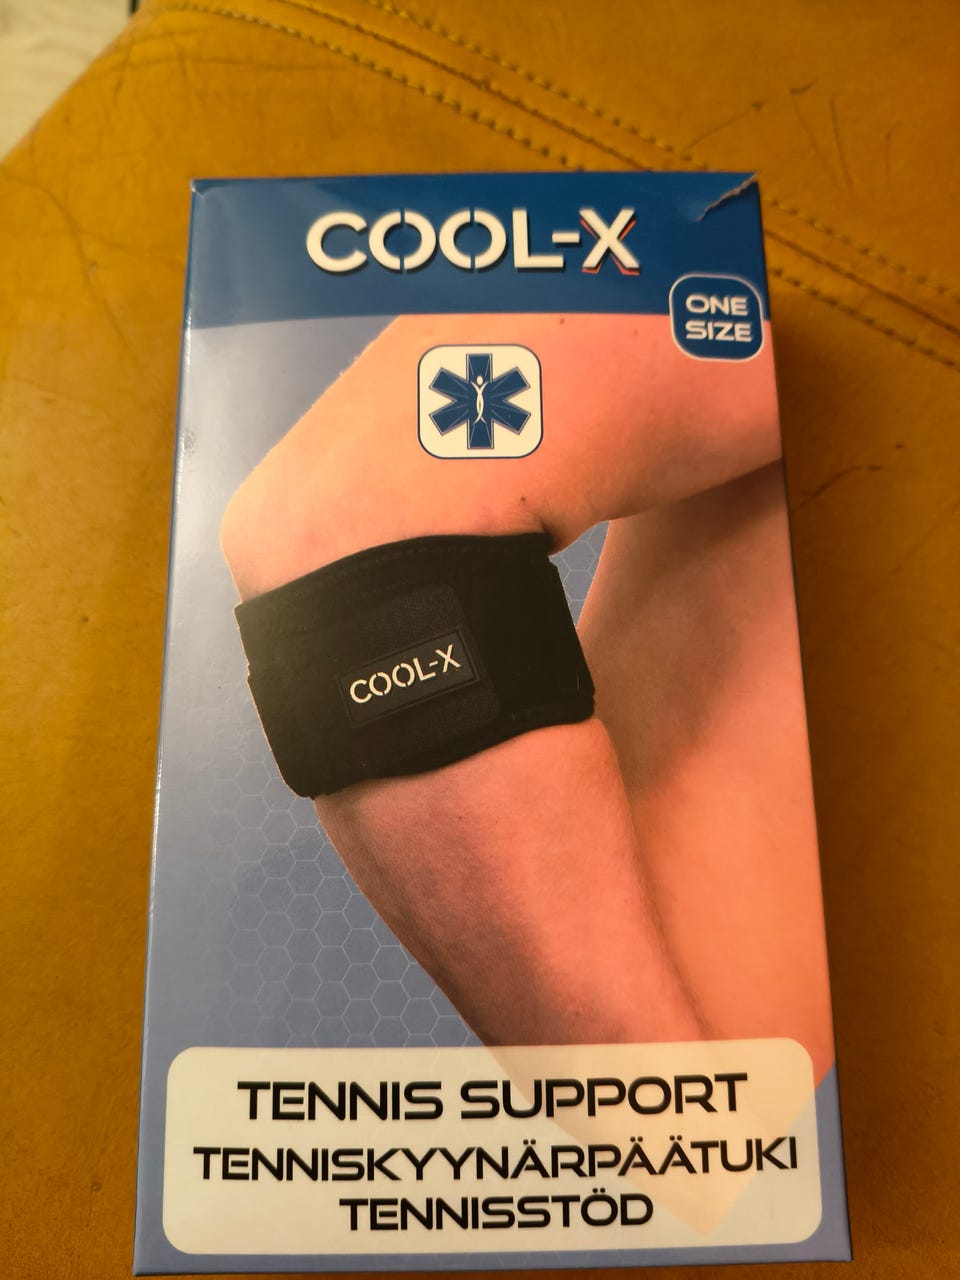 COOL-X
ONE
SIZE
COOL-X
TENNIS SUPPORT
TENNISKYYNÄRPÄÄTUKI
TENNISSTÖD